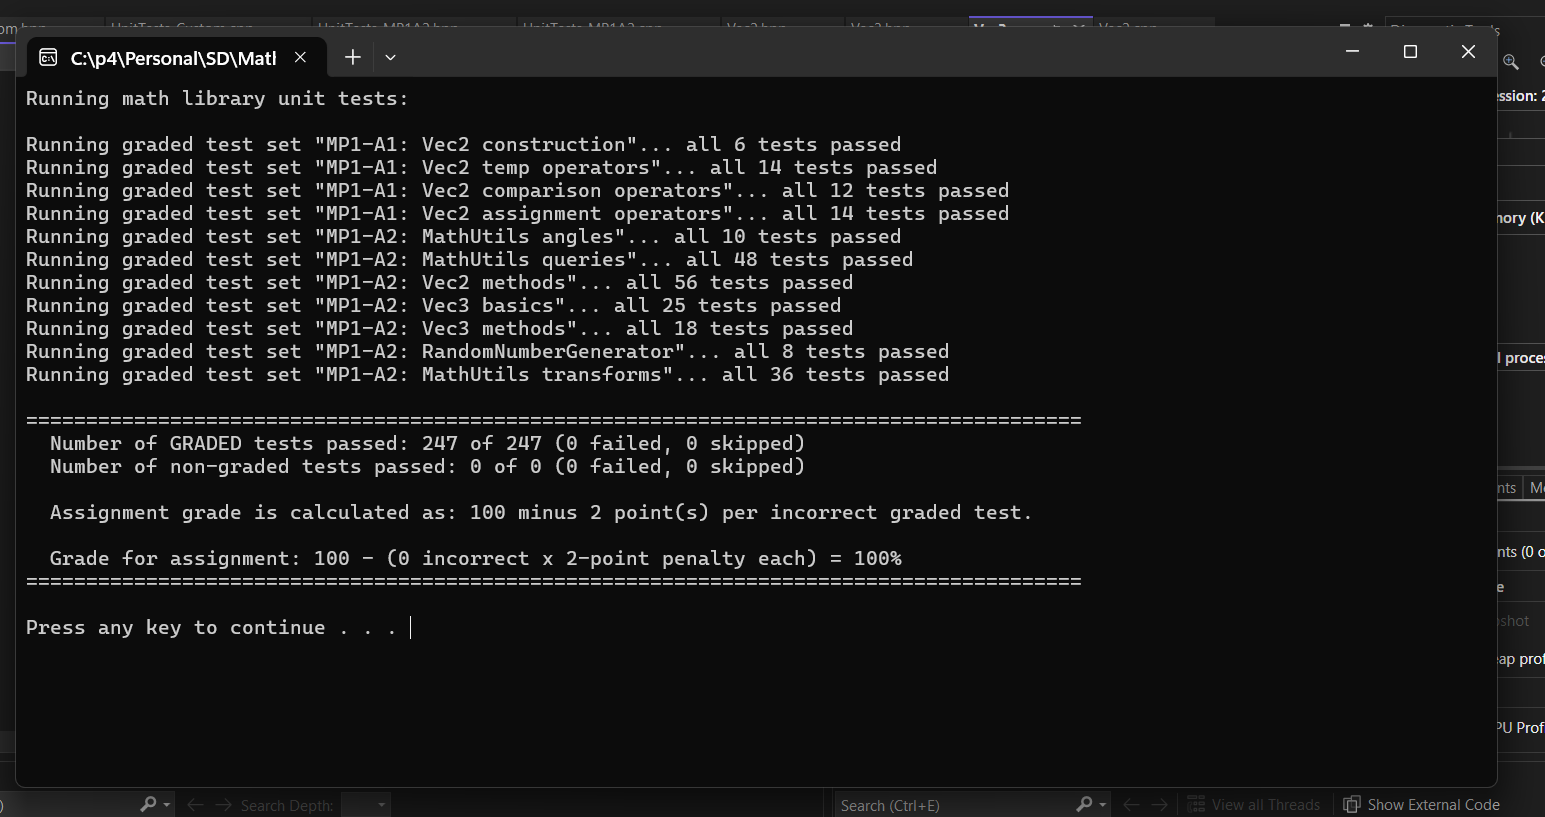 C:\p4\Personal\SD\Matl
Running math library unit tests:
Running graded test set "MP1-A1: Vec2 construction"... all 6 tests passed
Running graded test set "MP1-A1: Vec2 temp operators"... all 14 tests passed
Running graded test set "MP1-A1: Vec2 comparison operators"... all 12 tests passed
Running graded test set "MP1-A1: Vec2 assignment operators"... all 14 tests passed
Running graded test set "MP1-A2: MathUtils angles"... all 10 tests passed
Running graded test set "MP1-A2: MathUtils queries"... all 48 tests passed
Running graded test set "MP1-A2: Vec2 methods"... all 56 tests passed
Running graded test set "MP1-A2: Vec3 basics"... all 25 tests passed
Running graded test set "MP1-A2: Vec3 methods"... all 18 tests passed
Running graded test set "MP1-A2: RandomNumberGenerator"... all 8 tests passed
Running graded test set "MP1-A2: MathUtils transforms"... all 36 tests passed
========================================================================================
Number of GRADED tests passed: 247 of 247 (0 failed, 0 skipped)
Number of non-graded tests passed: 0 of 0 (0 failed, 0 skipped)
Assignment grade is calculated as: 100 minus 2 point(s) per incorrect graded test.
Grade for assignment: 100 - (0 incorrect x 2-point penalty each) = 100%
========================================================================================
Press any key to continue . . .
ssion: 2
nory (K
l proces
nts
nts (0 o
e
pshot
eap prof
PU Prof
Search Depth:
Search (Ctrl+E)
View all Threads
Show External Code